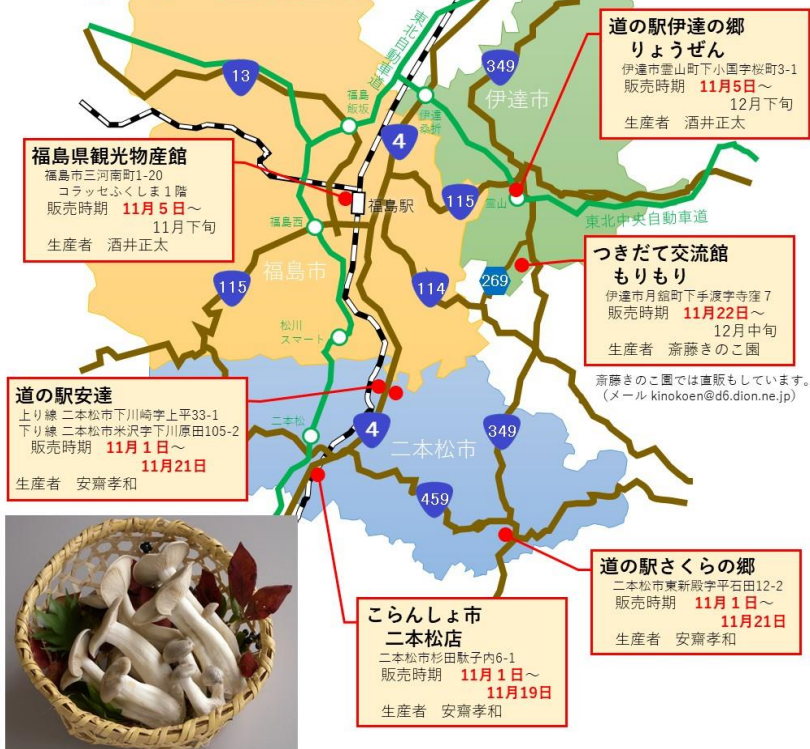 道の駅伊達の郷
りょうぜん
伊達市霊山町下小国字桜町3-1
販売時期　11月5日～
12月下旬
生産者　酒井正太
福島県観光物産館
福島市三河南町1-20
コラッセふくしま１階
販売時期　11月５日～
11月下旬
生産者　酒井正太
つきだて交流館
もりもり
伊達市月舘町下手渡字寺窪７
販売時期　11月22日～
12月中旬
生産者　斎藤きのこ園
斎藤きのこ園では直販もしています。
（メール kinokoen@d6.dion.ne.jp）
道の駅安達
上り線 二本松市下川崎字上平33-1
下り線 二本松市米沢字下川原田105-2
販売時期　11月１日～
11月21日
生産者　安齋孝和
道の駅さくらの郷
二本松市東新殿字平石田12-2
販売時期　11月１日～
11月21日
生産者　安齋孝和
こらんしょ市
二本松店
二本松市杉田駄子内6-1
販売時期　11月１日～
11月19日
生産者　安齋孝和
東北自動車道
13
349
伊達市
福島
飯坂
伊達
桑折
4
115
霊山
東北中央自動車道
福島駅
福島西
福島市
115
114
269
松川
スマート
二本松
4
二本松市
349
459